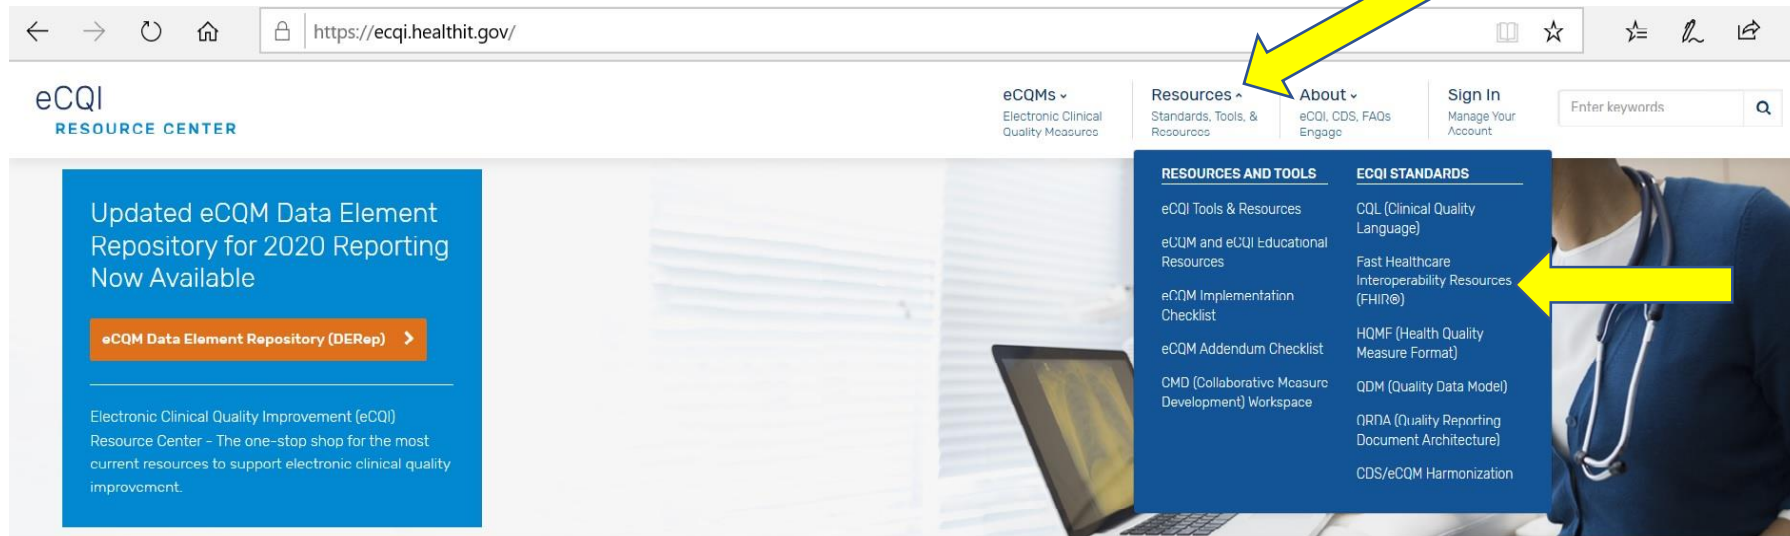 https://ecqi.healthit.gov/
eCQI
RESOURCE CENTER
eCQMs
Electronic Clinical
Quality Measures
Resources
Standards, Tools, &
Resources
About
eCQI, CDS, FAQs
Engage
Sign In
Manage Your
Account
Enter keywords
Updated eCQM Data Element
Repository for 2020 Reporting
Now Available
eCQM Data Element Repository (DERep)
Electronic Clinical Quality Improvement (eCQI)
Resource Center - The one-stop shop for the most
current resources to support electronic clinical quality
improvement.
RESOURCES AND TOOLS
eCQI Tools & Resources
eCQM and eCQI Educational
Resources
eCQM Implementation
Checklist
eCQM Addendum Checklist
CMD (Collaborative Measure
Development) Workspace
ECQI STANDARDS
CQL (Clinical Quality
Language)
Fast Healthcare
Interoperability Resources
(FHIR®)
HQMF (Health Quality
Measure Format)
QDM (Quality Data Model)
QRDA (Quality Reporting
Document Architecture)
CDS/eCQM Harmonization